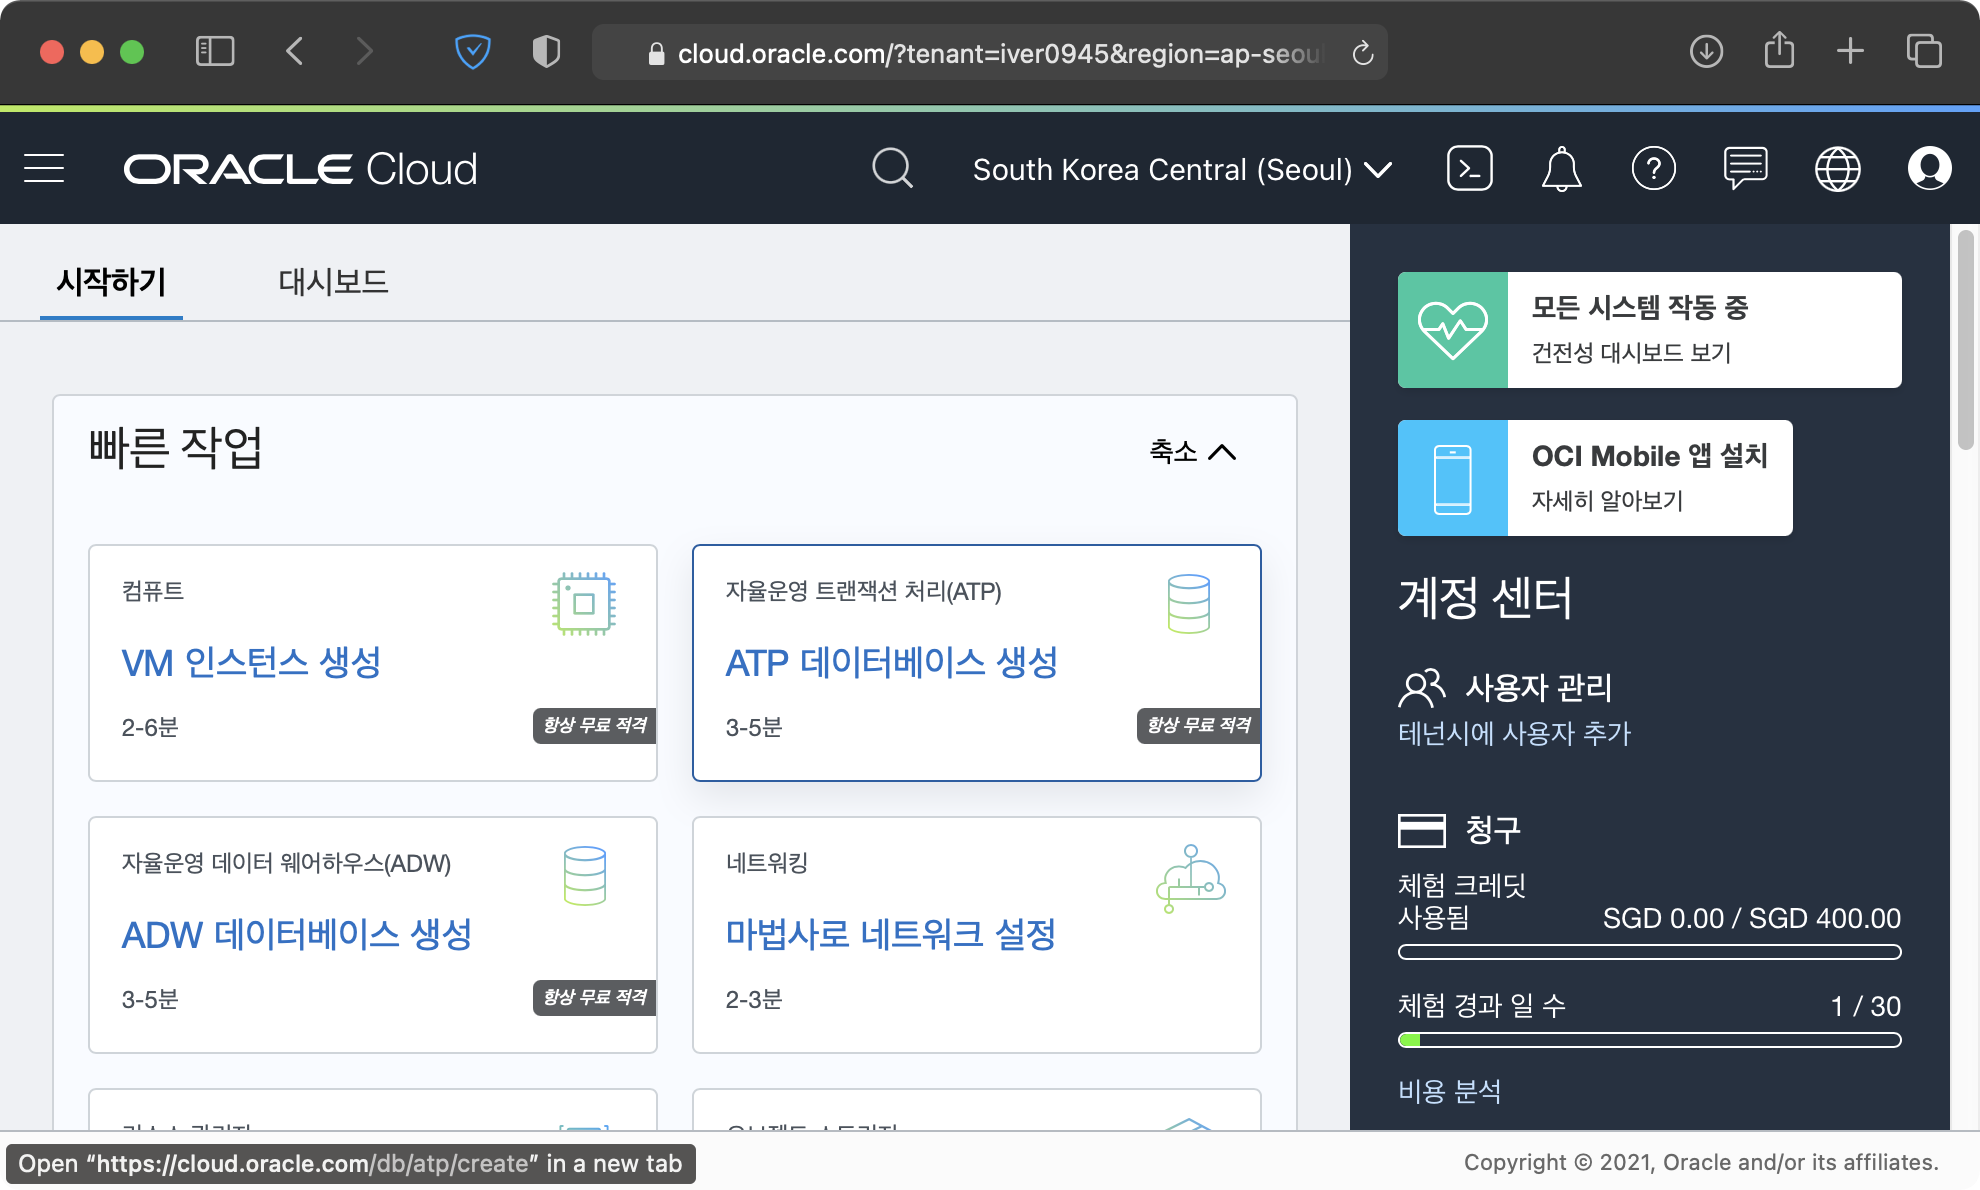 cloud.oracle.com/?tenant=iver0945&region=ap-seou
ORACLE Cloud
South Korea Central (Seoul)
시작하기
대시보드
빠른 작업
축소
컴퓨트
VM 인스턴스 생성
2-6분
항상 무료 적격
자율운영 트랜잭션 처리(ATP)
ATP 데이터베이스 생성
3-5분
항상 무료 적격
자율운영 데이터 웨어하우스(ADW)
ADW 데이터베이스 생성
3-5분
항상 무료 적격
네트워킹
마법사로 네트워크 설정
2-3분
모든 시스템 작동 중
건전성 대시보드 보기
OCI Mobile 앱 설치
자세히 알아보기
계정 센터
사용자 관리
테넌시에 사용자 추가
청구
체험 크레딧
사용됨
SGD 0.00 / SGD 400.00
체험 경과 일 수
1 / 30
비용 분석
Open “https://cloud.oracle.com/db/atp/create” in a new tab
Copyright © 2021, Oracle and/or its affiliates.